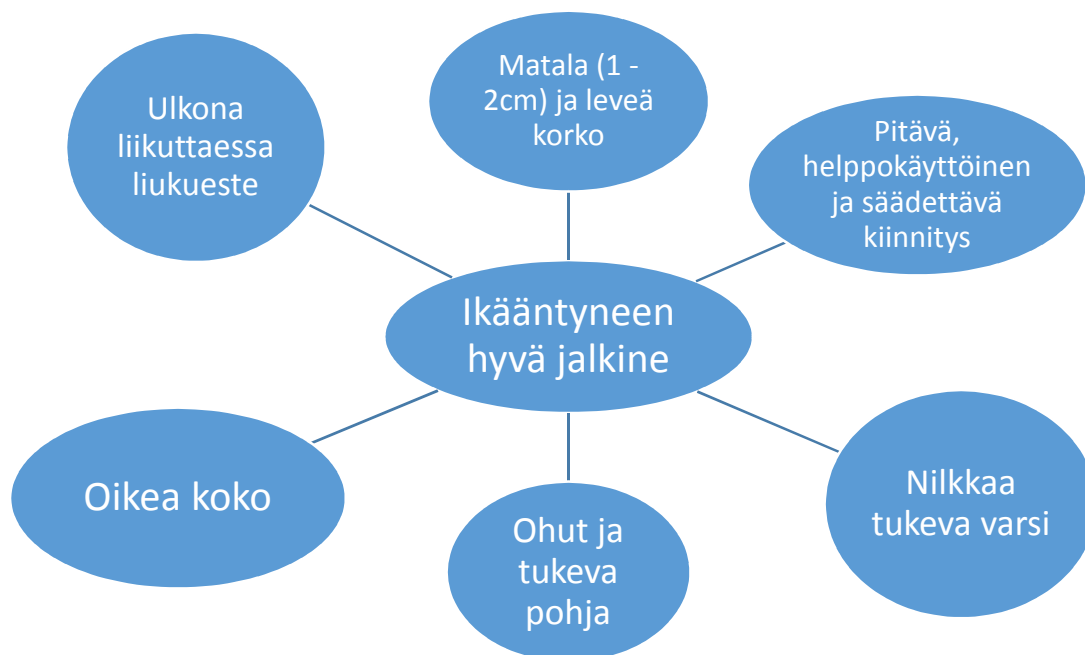 Matala (1 -
2cm) ja leveä
korko
Ulkona
liikuttaessa
liukueste
Pitävä,
helppokäyttöinen
ja säädettävä
kiinnitys
Ikääntyneen
hyvä jalkine
Oikea koko
Nilkkaa
tukeva varsi
Ohut ja
tukeva
pohja